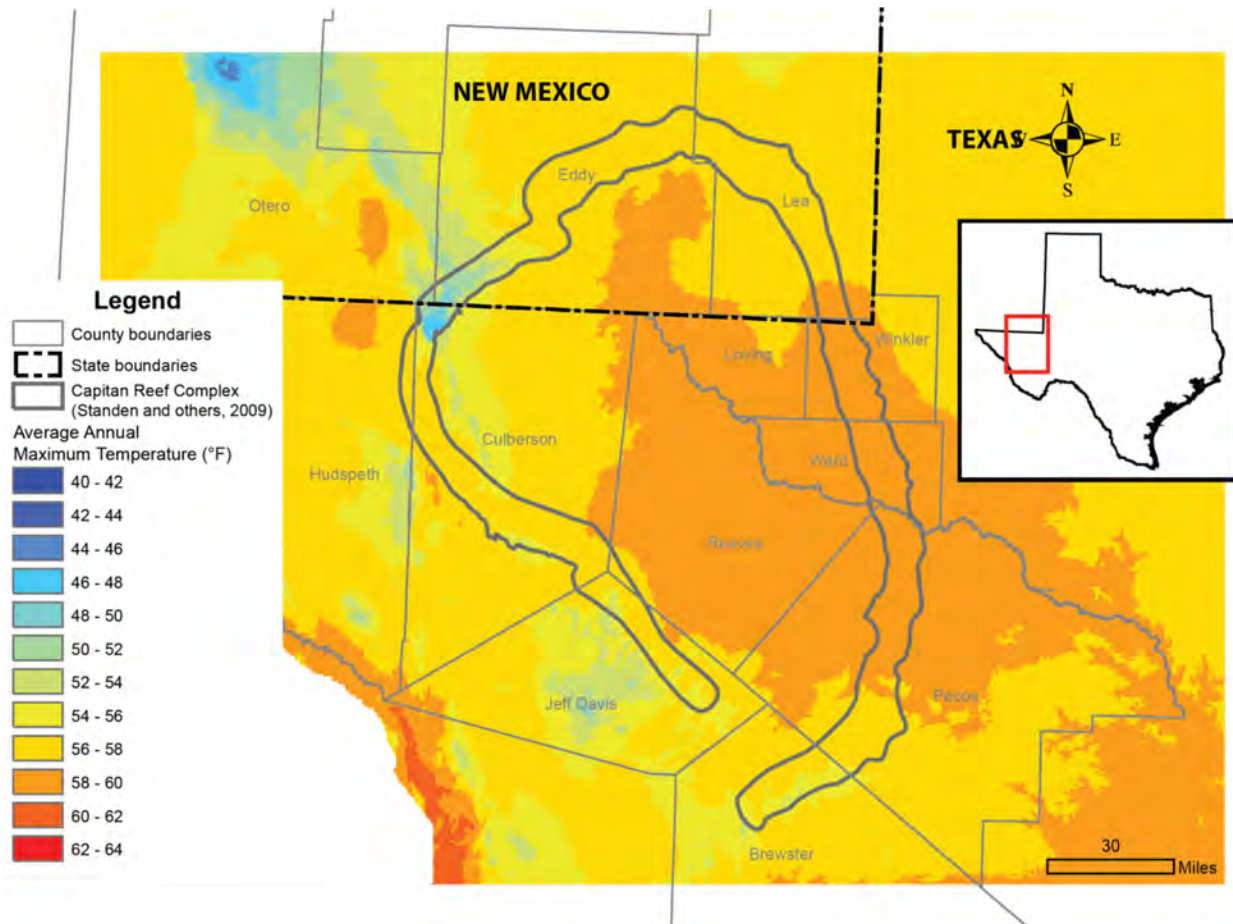 NEW MEXICO
TEXAS
N
W E
S
Eddy
Lea
Otero
Winkler
Loving
Culberson
Hudspeth
Ward
Reeves
Jeff Davis
Pecos
Brewster
Legend
County boundaries
State boundaries
Capitan Reef Complex
(Standen and others, 2009)
Average Annual
Maximum Temperature (°F)
40 - 42
42 - 44
44 - 46
46 - 48
48 - 50
50 - 52
52 - 54
54 - 56
56 - 58
58 - 60
60 - 62
62 - 64
30
Miles